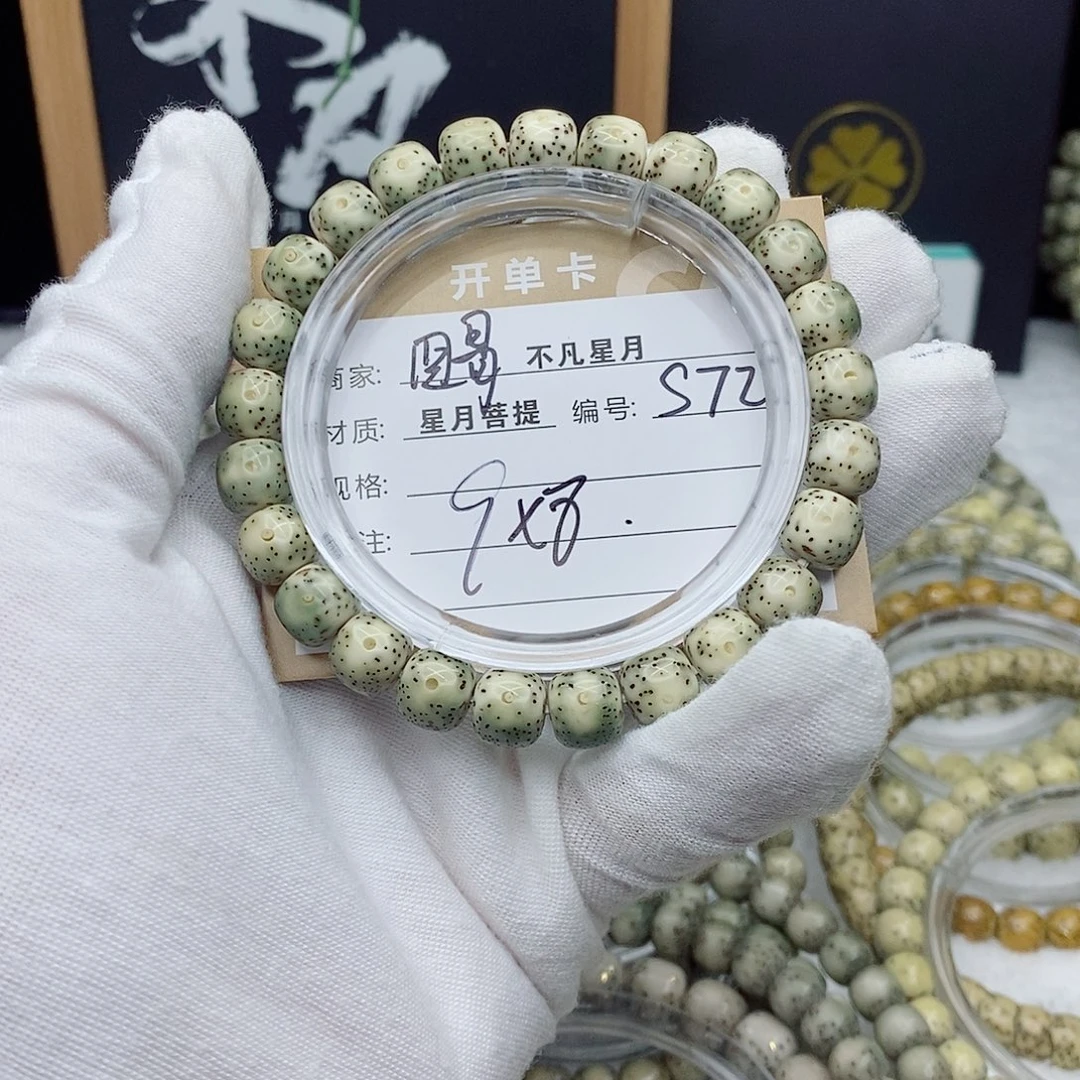 开单卡
商家: 不凡星月
材质: 星月菩提 编号: S72
规格: 9x8
注: